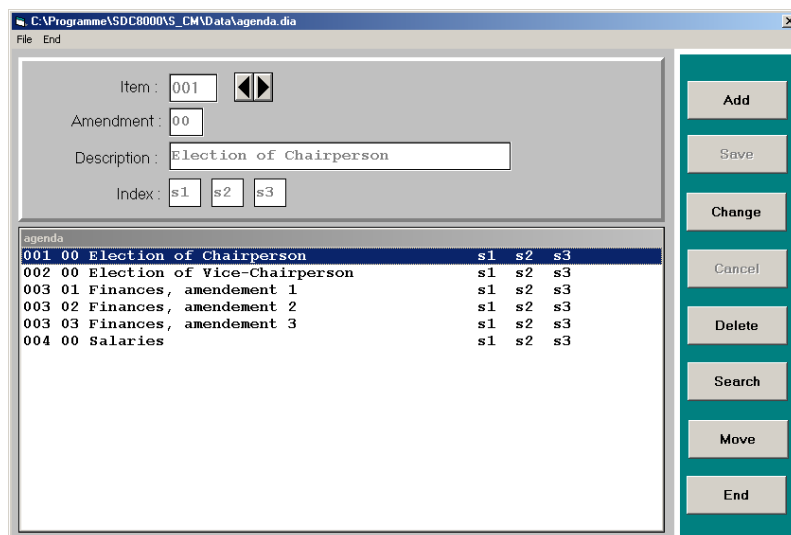 C:\Programme\SDC8000\S_CM\Data\agenda.dia
File End
Item : 001
Amendment : 00
Description : Election of Chairperson
Index : s1 s2 s3
agenda
001 00 Election of Chairperson s1 s2 s3
002 00 Election of Vice-Chairperson s1 s2 s3
003 01 Finances, amendement 1 s1 s2 s3
003 02 Finances, amendement 2 s1 s2 s3
003 03 Finances, amendement 3 s1 s2 s3
004 00 Salaries s1 s2 s3
Add
Save
Change
Cancel
Delete
Search
Move
End